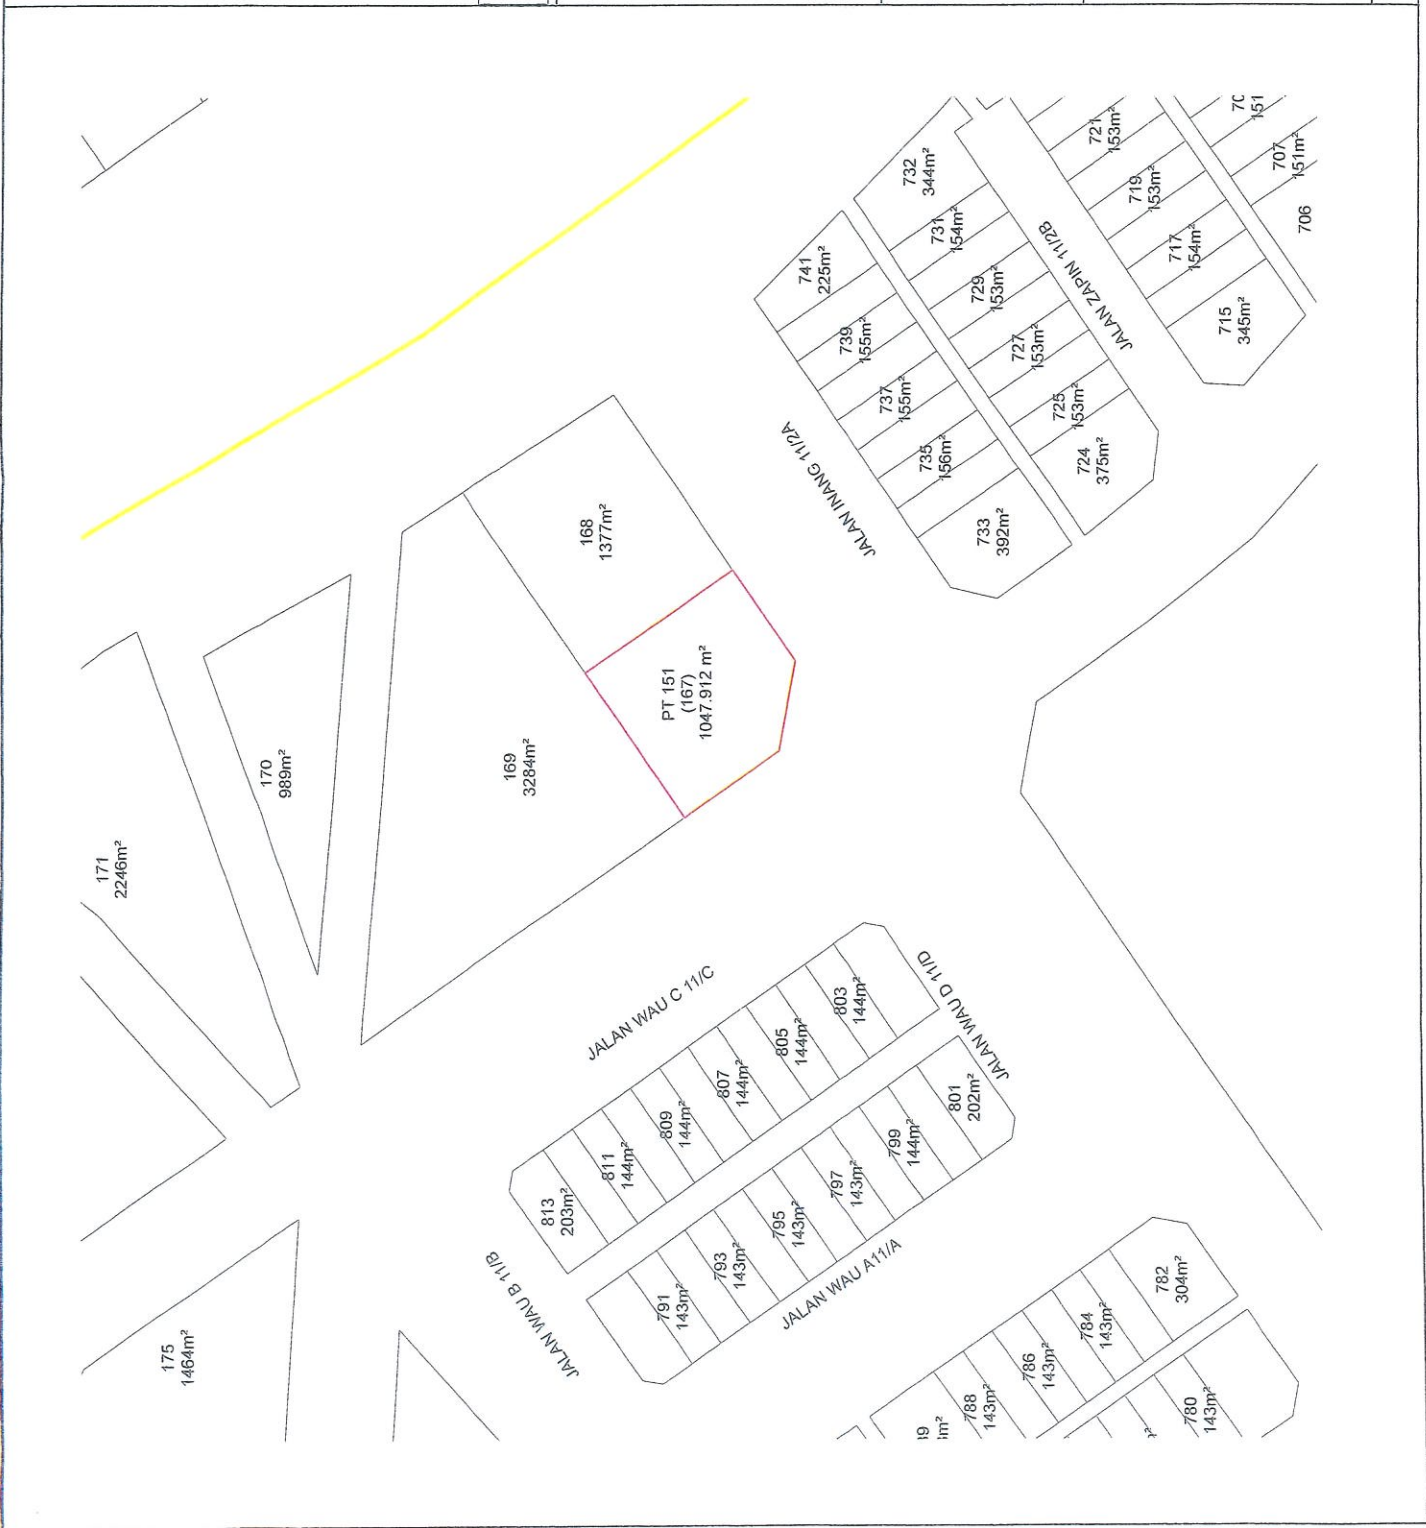 732
344m²
731
154m²
729
153m²
727
153m²
725
153m²
724
375m²
741
225m²
739
155m²
737
155m²
735
156m²
733
392m²
721
153m²
719
153m²
717
154m²
715
345m²
151
707
151m²
706
JALAN ZAPIN 11/2B
JALAN INANG 11/2A
168
1377m²
PT 151
(167)
1047.912 m²
169
3284m²
170
989m²
171
2246m²
175
1464m²
JALAN WAU C 11/C
JALAN WAU D 11/D
JALAN WAU B 11/B
JALAN WAU A11/A
803
144m²
805
144m²
807
144m²
809
144m²
811
144m²
813
203m²
801
202m²
799
144m²
797
143m²
795
143m²
793
143m²
791
143m²
782
304m²
784
143m²
786
143m²
788
143m²
780
143m²